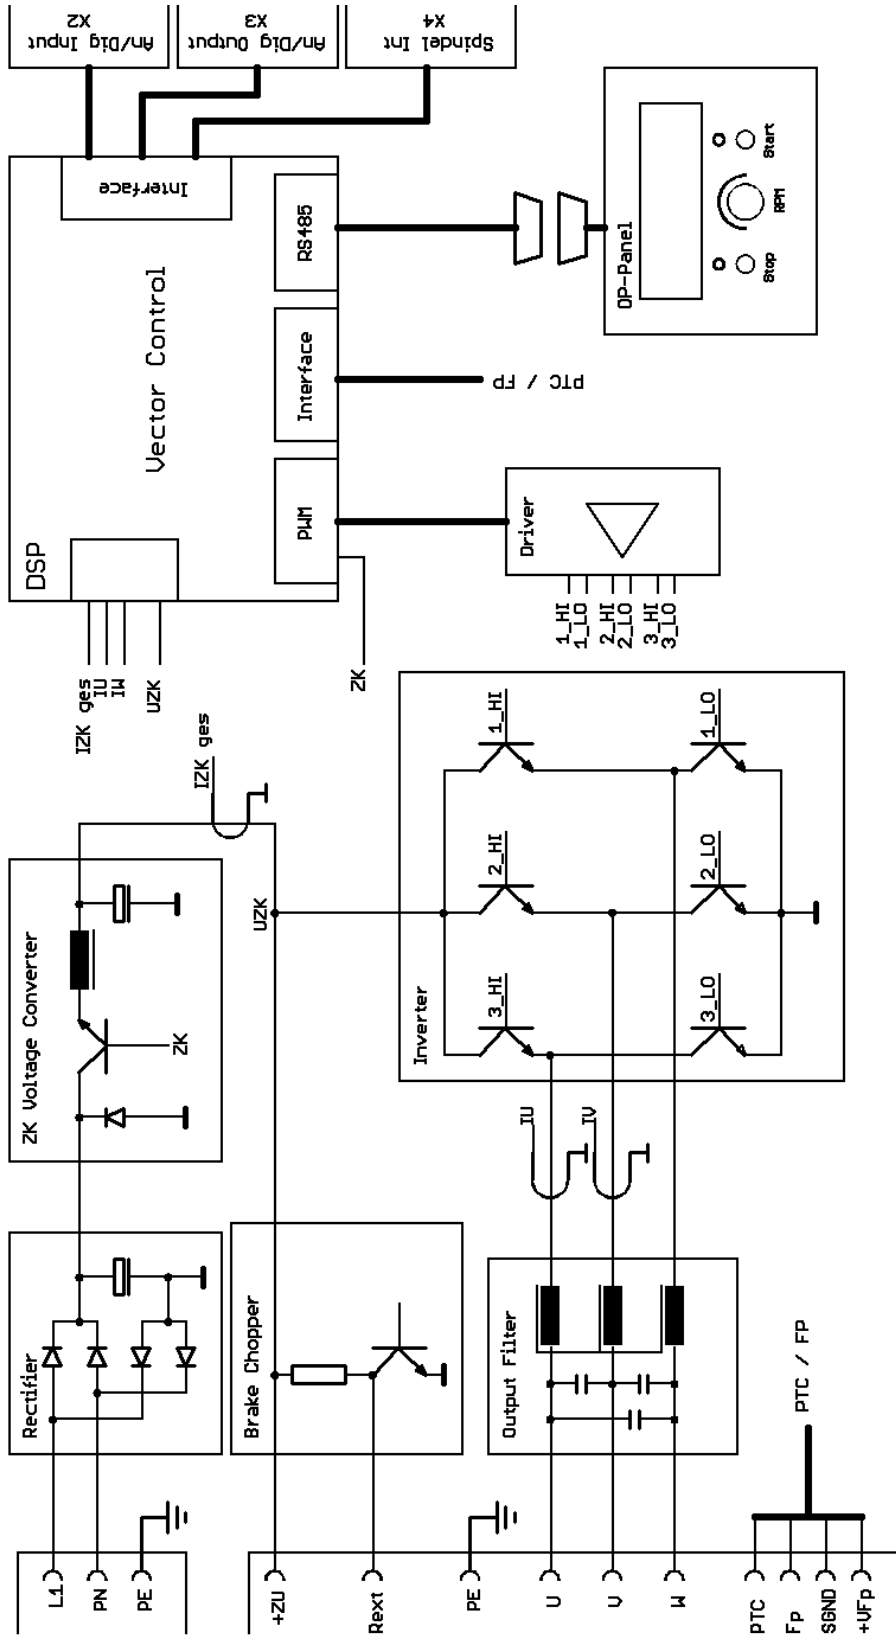 An/Dig Input
X2
An/Dig Output
X3
Spindel Int
X4
Interface
DSP
Vector Control
RS485
Interface
PWM
OP-Panel
Start
RPM
Stop
PTC / FP
Driver
1_HI
1_LO
2_HI
2_LO
3_HI
3_LO
IZK ges
IU
IW
UZK
ZK
IZK ges
ZK Voltage Converter
ZK
UZK
Inverter
1_HI
1_LO
2_HI
2_LO
3_HI
3_LO
IU
IV
Rectifier
Brake Chopper
Output Filter
PTC / FP
L1
PN
PE
+ZU
Rext
PE
U
V
W
PTC
Fp
SGND
+VFp